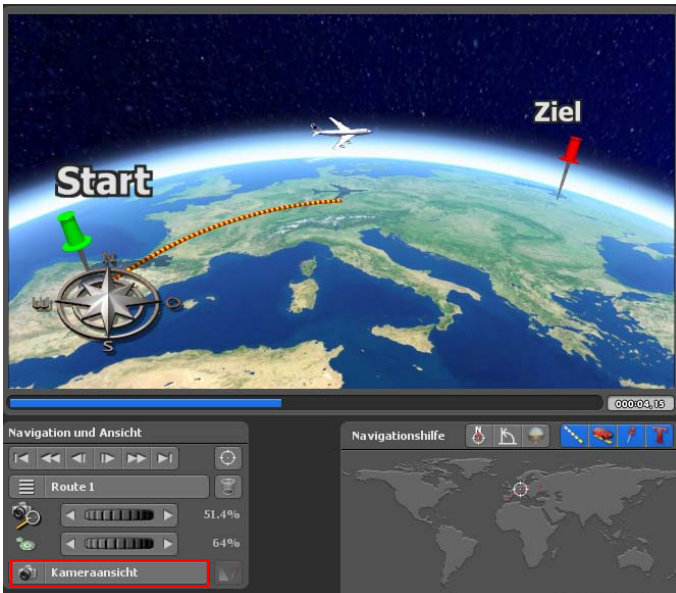 Ziel
Start
N
W
O
S
000:04,15
Navigation und Ansicht
Navigationshilfe
N
T
Route 1
51.4%
64%
Kameraansicht